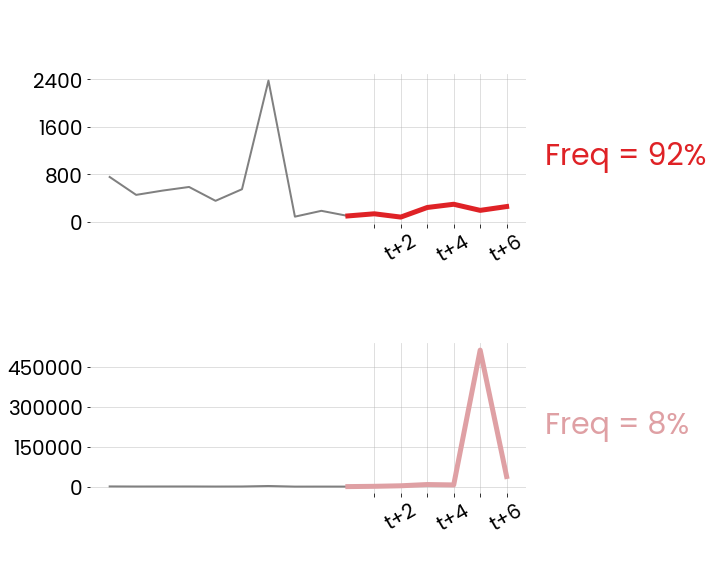 2400
1600
800
0
t+2
t+4
t+6
Freq = 92%
450000
300000
150000
0
t+2
t+4
t+6
Freq = 8%